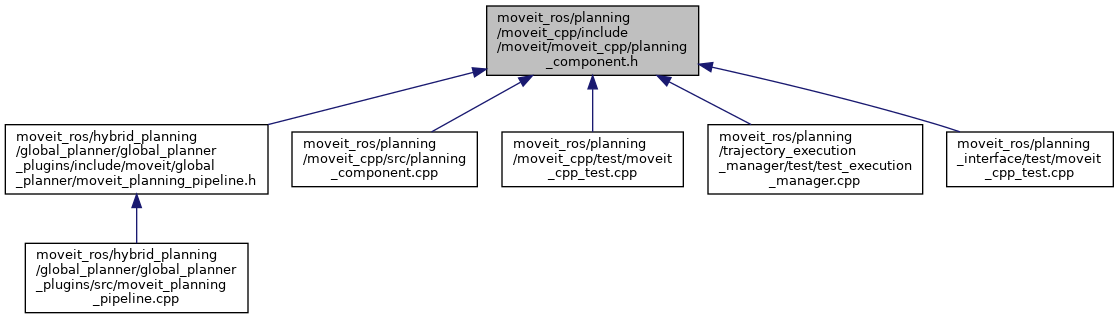 moveit_ros/planning
/moveit_cpp/include
/moveit/moveit_cpp/planning
_component.h
moveit_ros/hybrid_planning
/global_planner/global_planner
_plugins/include/moveit/global
_planner/moveit_planning_pipeline.h
moveit_ros/planning
/moveit_cpp/src/planning
_component.cpp
moveit_ros/planning
/moveit_cpp/test/moveit
_cpp_test.cpp
moveit_ros/planning
/trajectory_execution
_manager/test/test_execution
_manager.cpp
moveit_ros/planning
_interface/test/moveit
_cpp_test.cpp
moveit_ros/hybrid_planning
/global_planner/global_planner
_plugins/src/moveit_planning
_pipeline.cpp